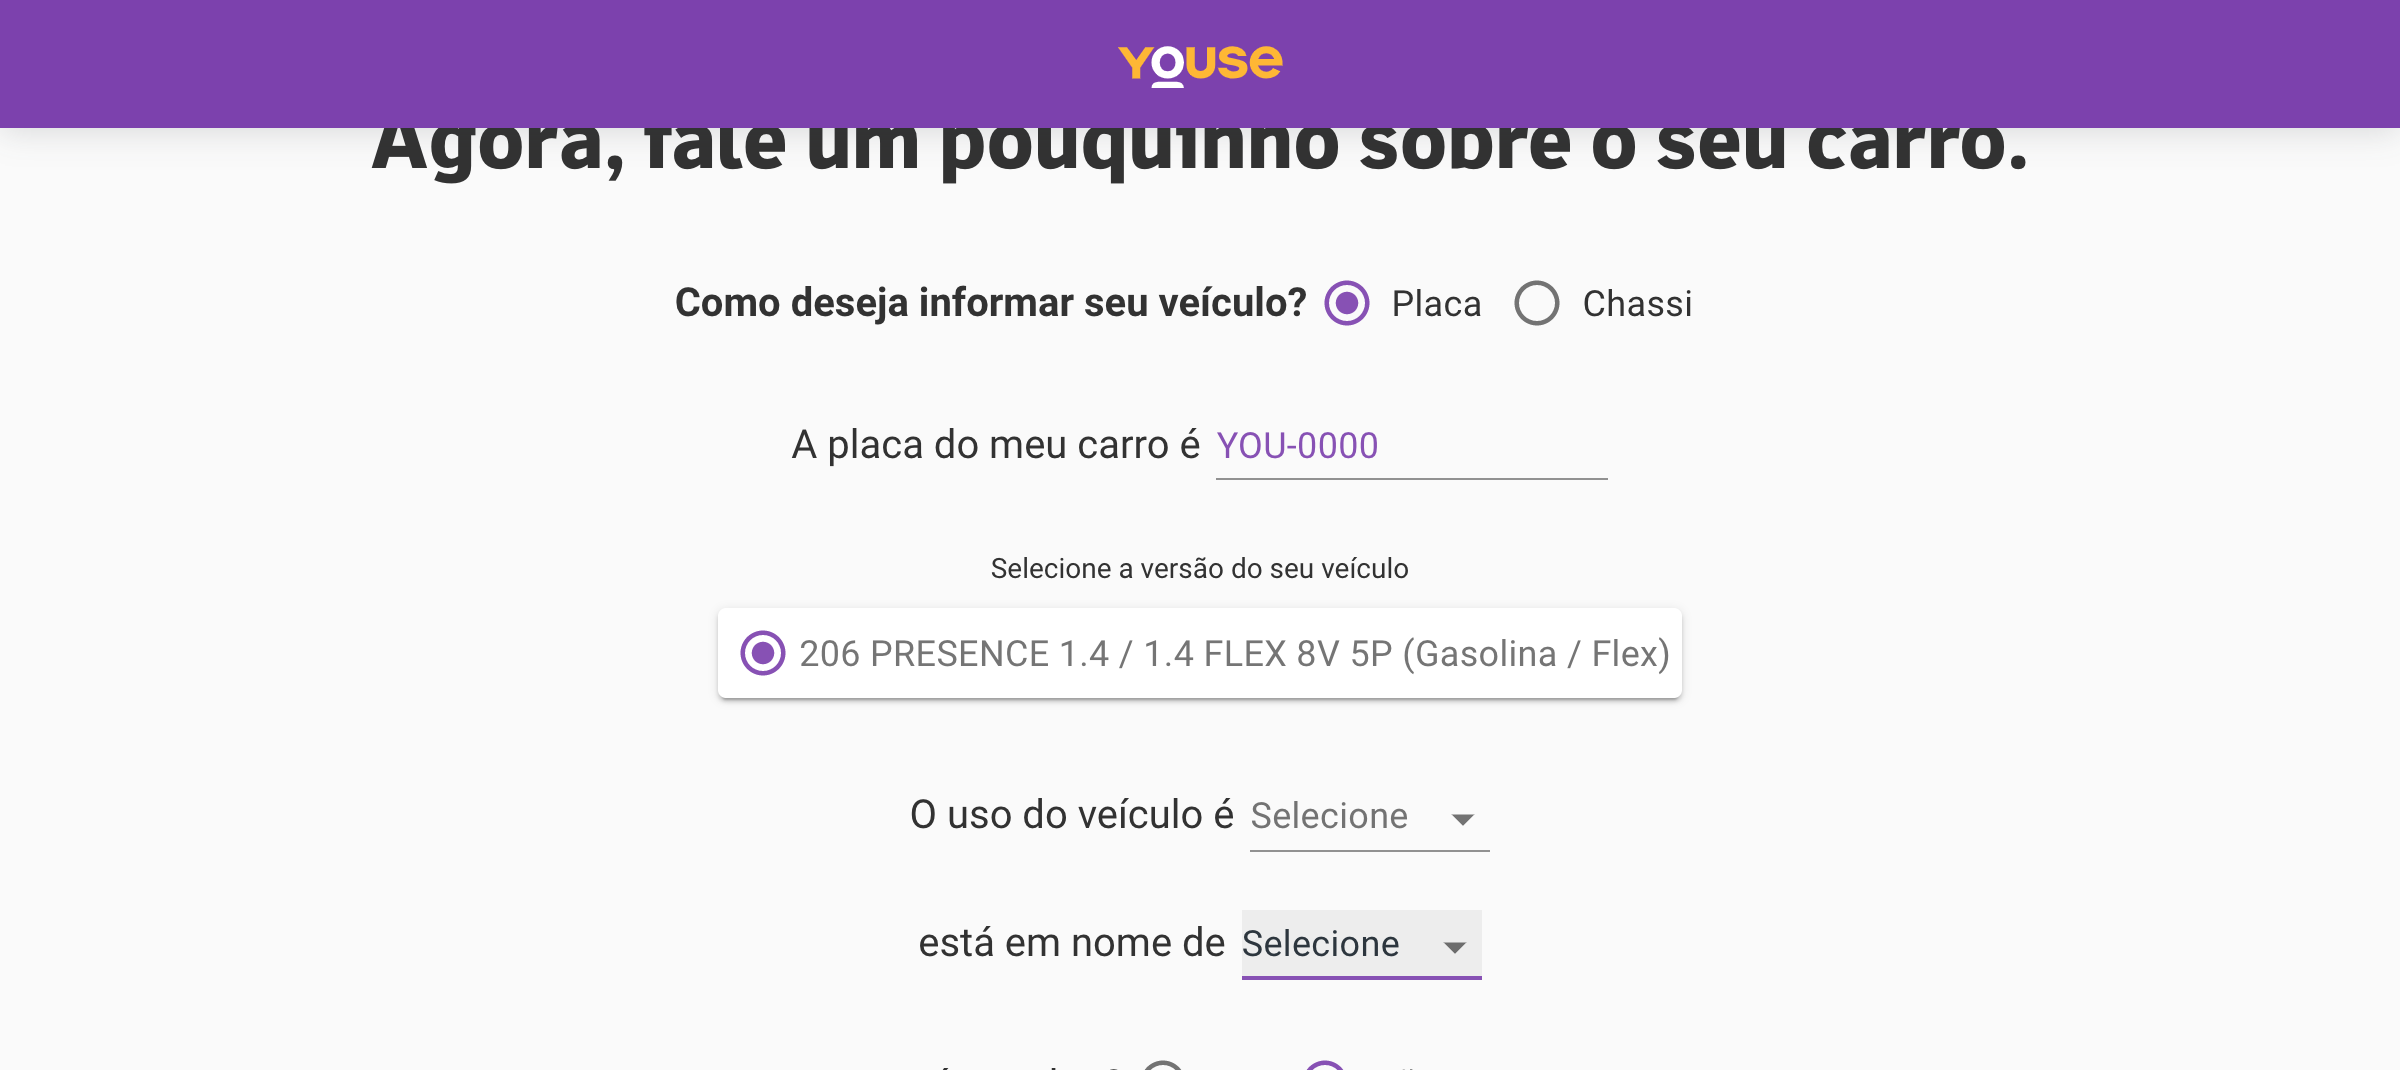 Youse
Agora, fale um pouquinho sobre o seu carro.
Como deseja informar seu veículo? Placa Chassi
A placa do meu carro é YOU-0000
Selecione a versão do seu veículo
206 PRESENCE 1.4 / 1.4 FLEX 8V 5P (Gasolina / Flex)
O uso do veículo é Selecione
está em nome de Selecione